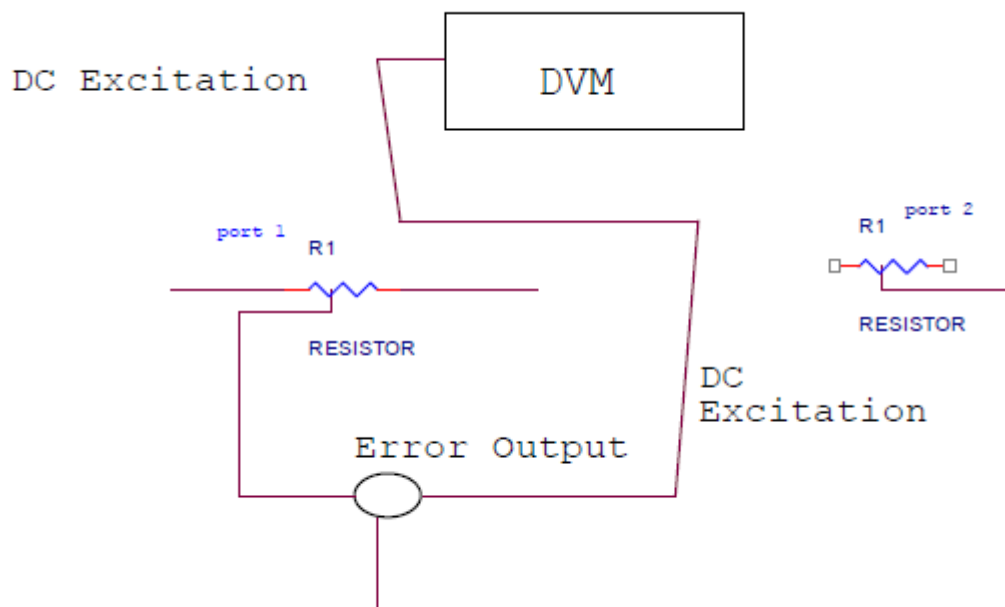 DC Excitation
DVM
port 1
R1
RESISTOR
port 2
R1
RESISTOR
DC
Excitation
Error Output